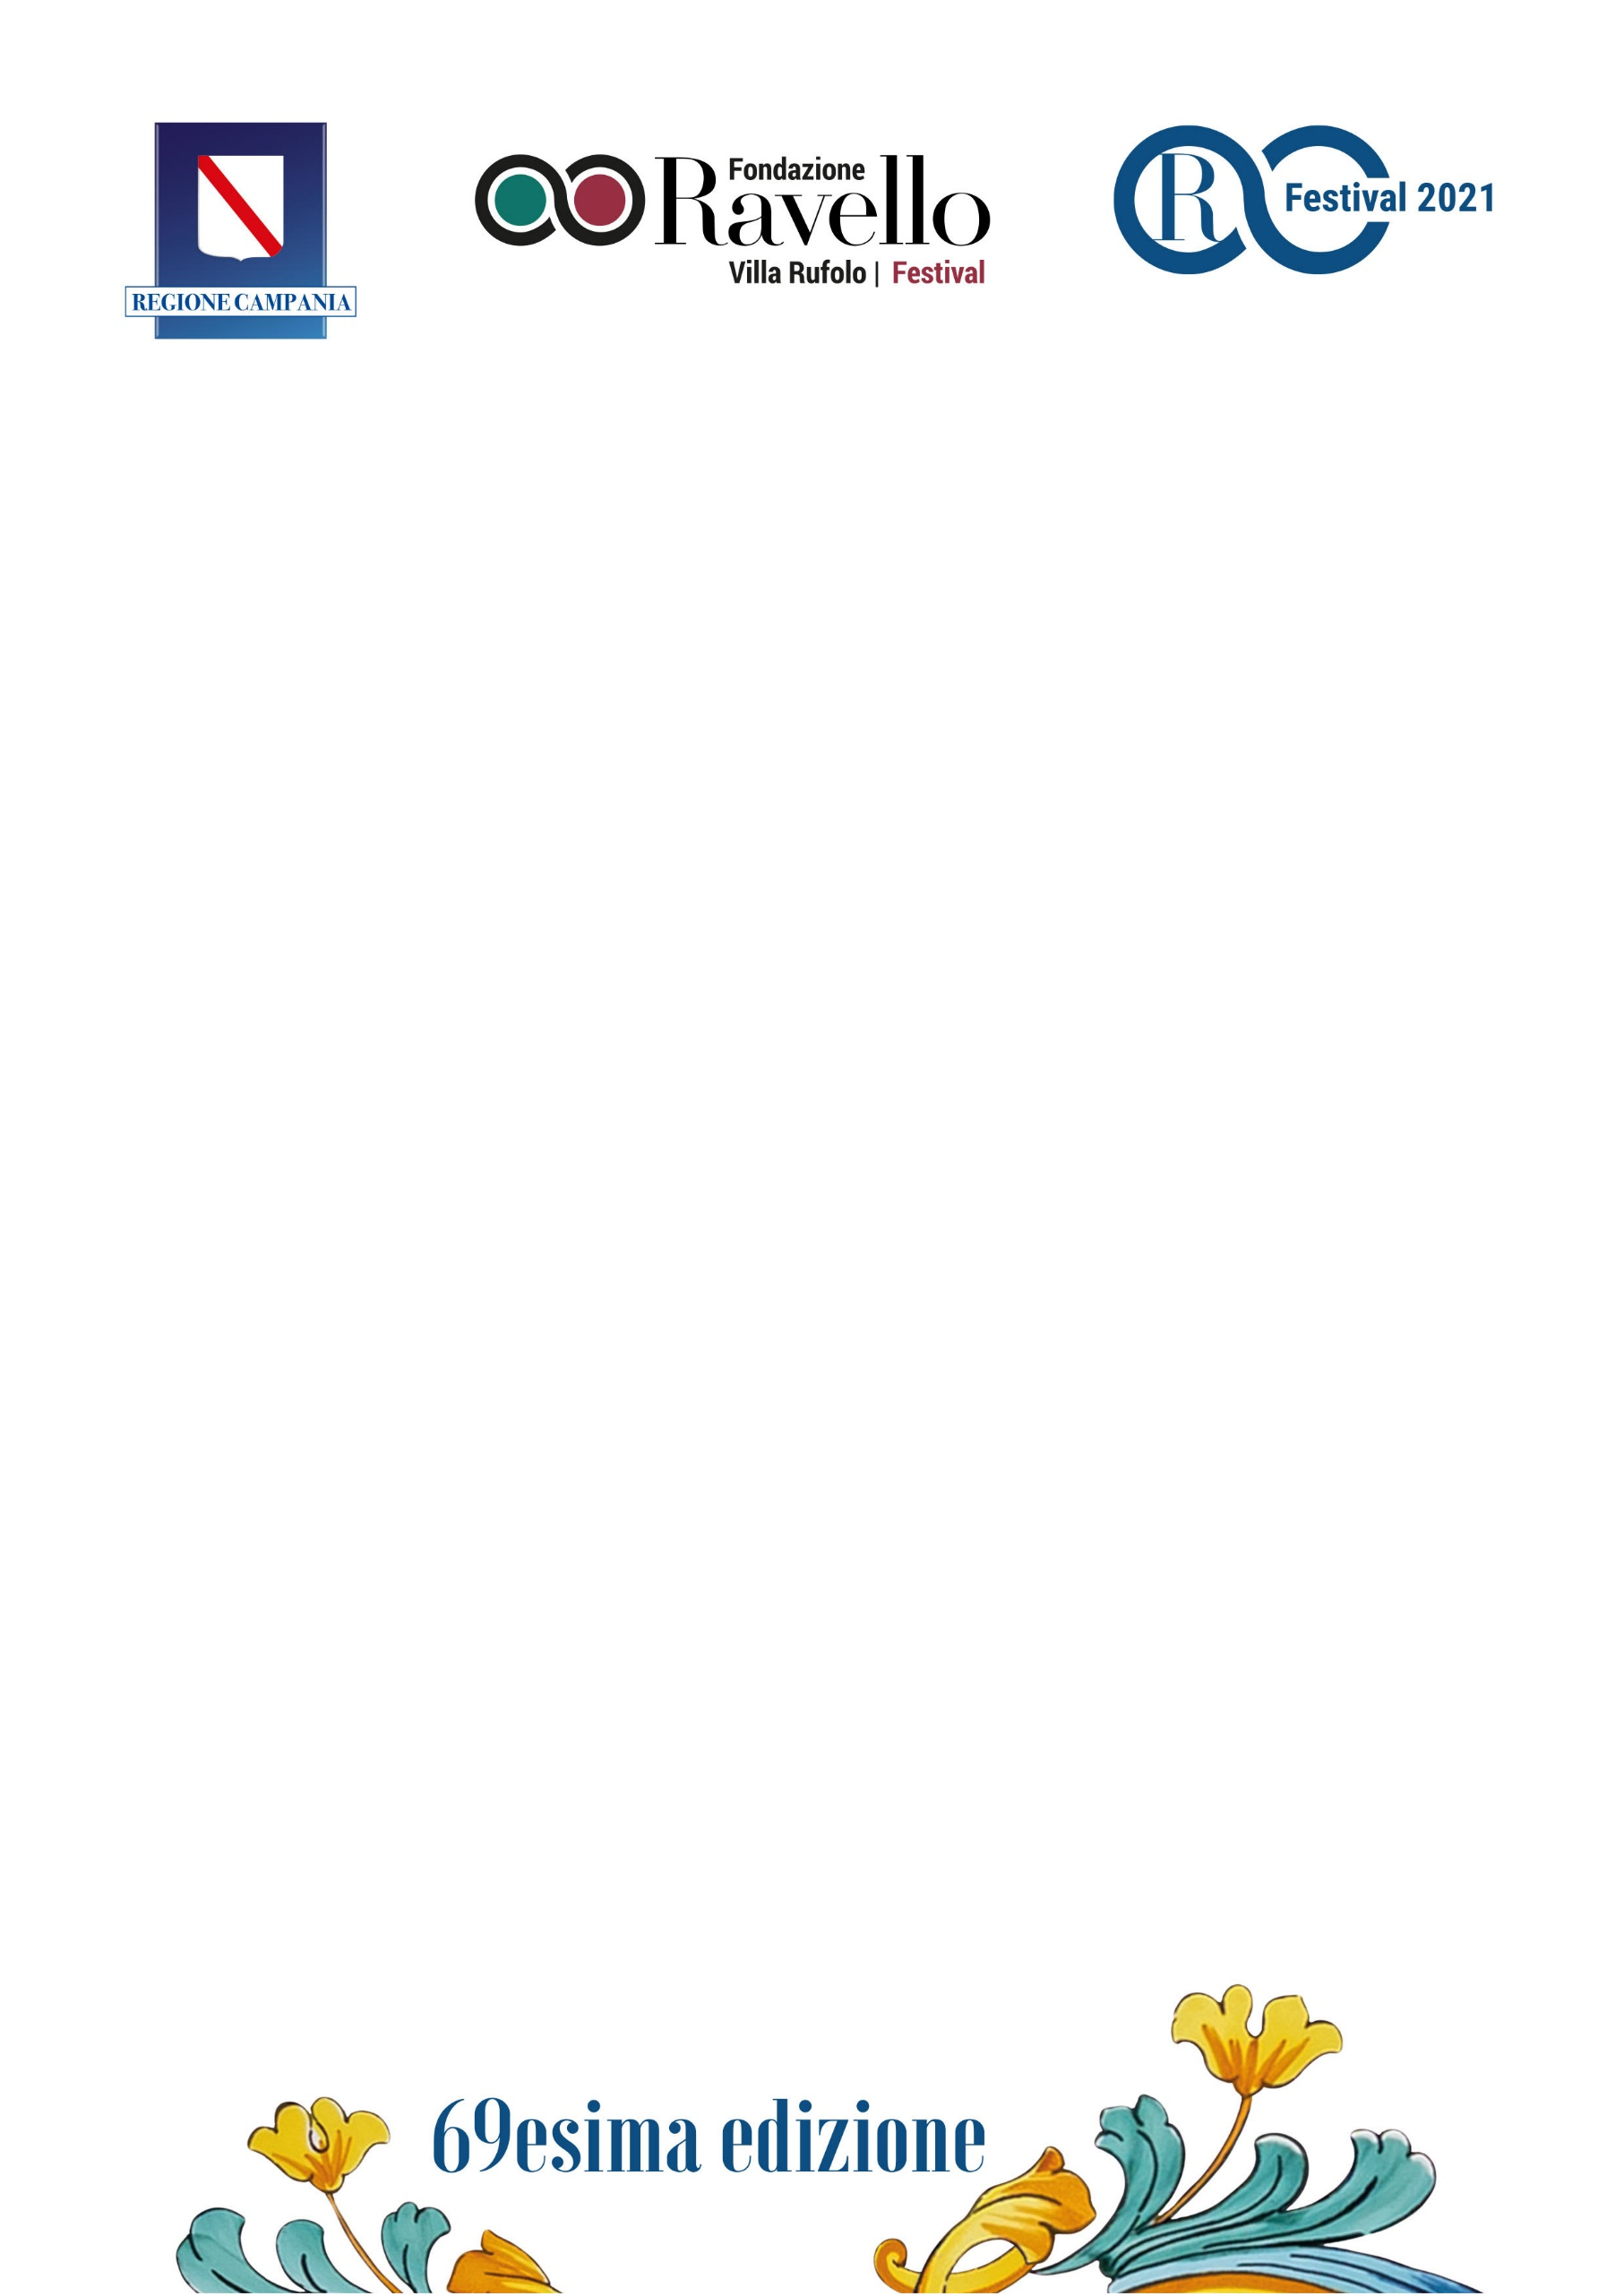 REGIONE CAMPANIA
Fondazione
Ravello
Villa Rufolo | Festival
R
Festival 2021
69esima edizione